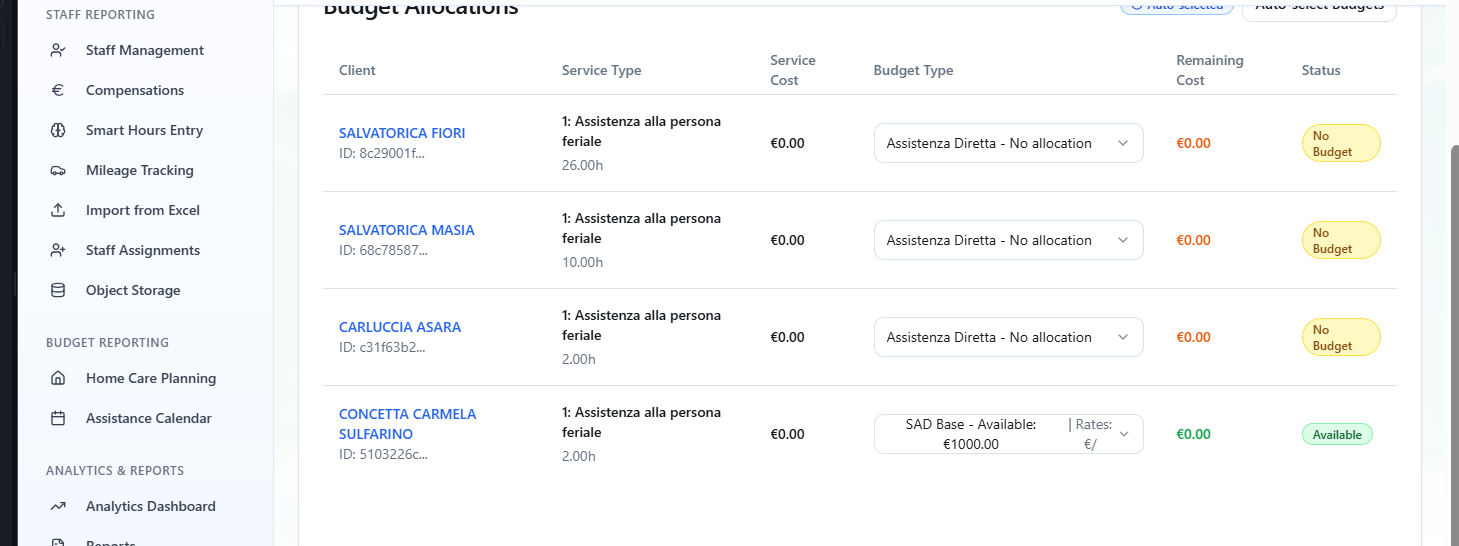 STAFF REPORTING
Staff Management
Compensations
Smart Hours Entry
Mileage Tracking
Import from Excel
Staff Assignments
Object Storage
BUDGET REPORTING
Home Care Planning
Assistance Calendar
ANALYTICS & REPORTS
Analytics Dashboard
Reports
Budget Allocations
Auto-selected
Auto-select Budgets
Client
Service Type
Service
Cost
Budget Type
Remaining
Cost
Status
SALVATORICA FIORI
ID: 8c29001f...
1: Assistenza alla persona
feriale
26.00h
€0.00
Assistenza Diretta - No allocation
€0.00
No
Budget
SALVATORICA MASIA
ID: 68c78587...
1: Assistenza alla persona
feriale
10.00h
€0.00
Assistenza Diretta - No allocation
€0.00
No
Budget
CARLUCCIA ASARA
ID: c31f63b2...
1: Assistenza alla persona
feriale
2.00h
€0.00
Assistenza Diretta - No allocation
€0.00
No
Budget
CONCETTA CARMELA
SULFARINO
ID: 5103226c...
1: Assistenza alla persona
feriale
2.00h
€0.00
SAD Base - Available:
€1000.00
| Rates:
€/
€0.00
Available